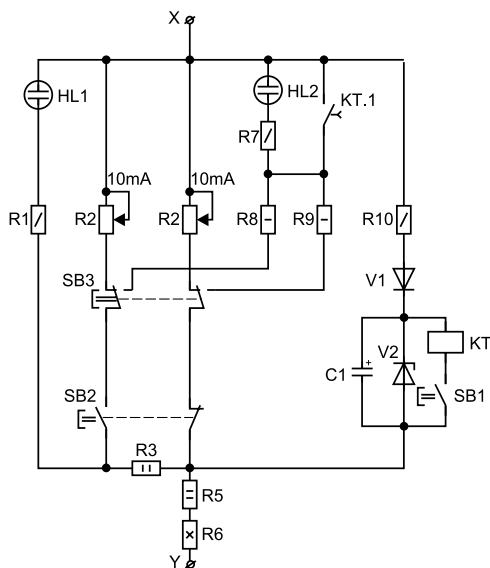 X
HL1
HL2
KT.1
R7
10mA
10mA
R1
R2
R2
R8
R9
R10
SB3
V1
V2
KT
C1
+
SB1
SB2
R3
R5
R6
Y